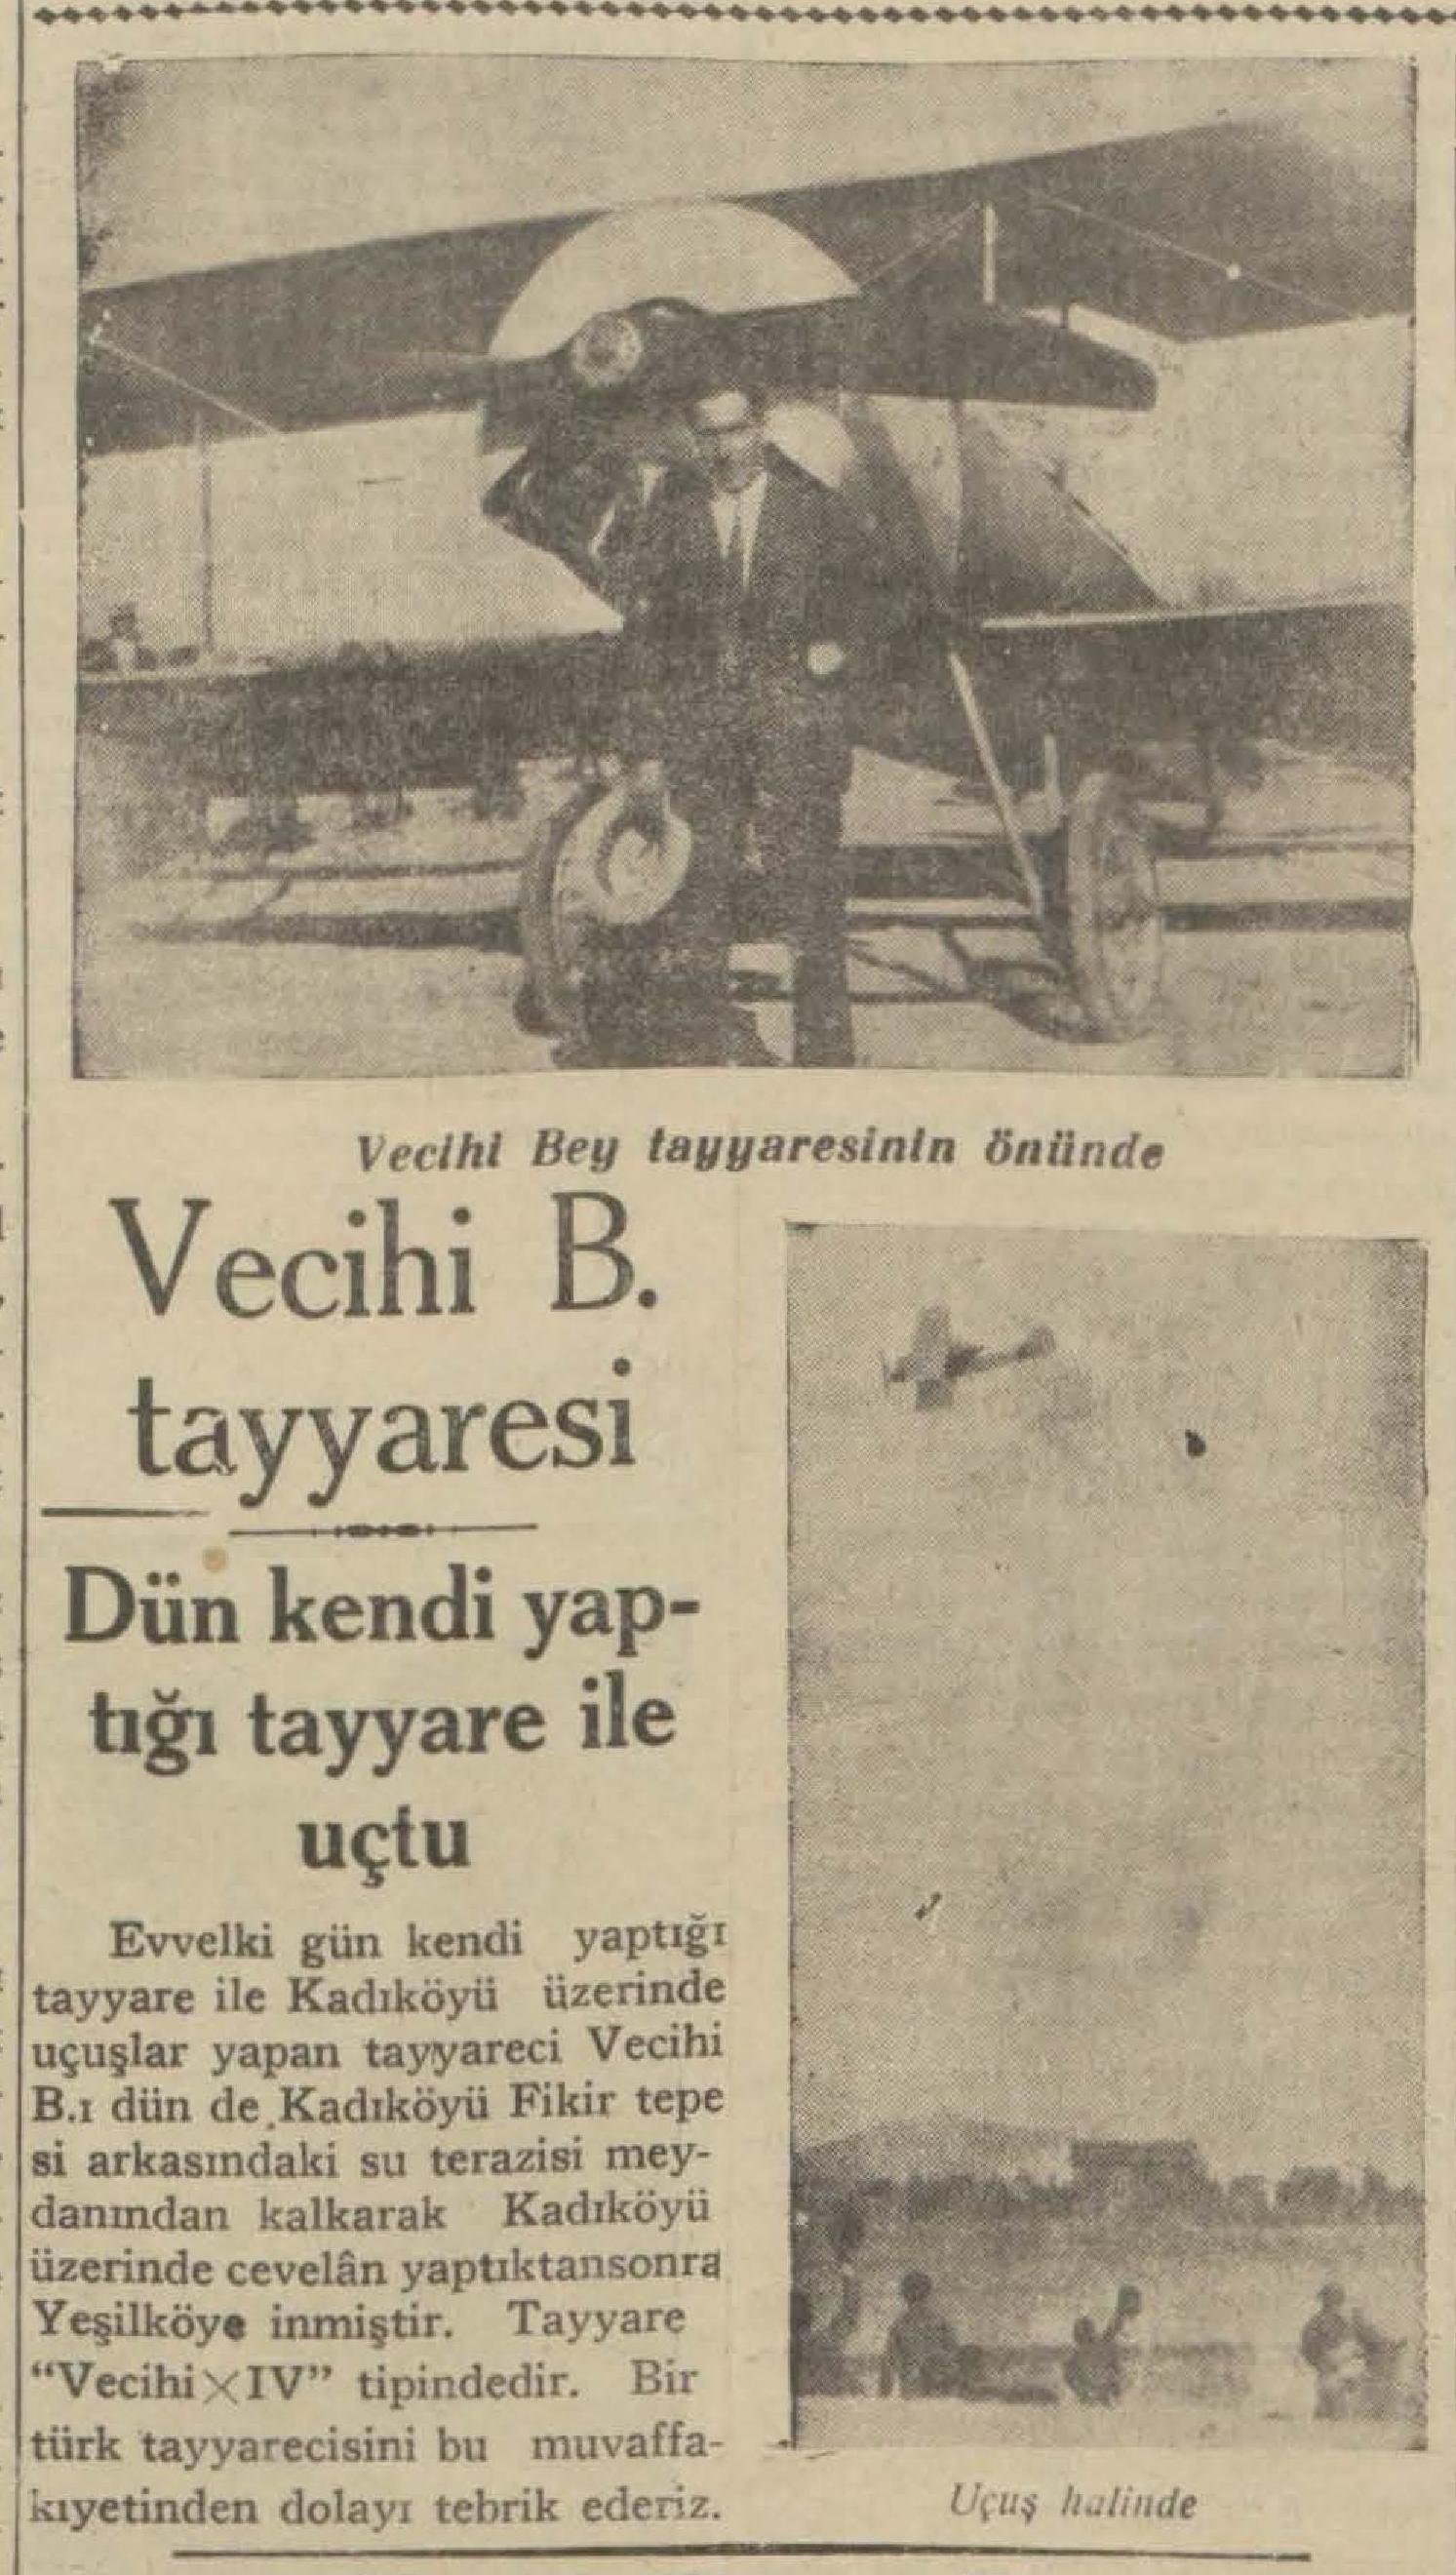 Vecihi Bey tayyaresinin önünde
Vecihi B.
tayyaresi
Dün kendi yap-
tığı tayyare ile
uçtu
Evvelki gün kendi yaptığı
tayyare ile Kadıköyü üzerinde
uçuşlar yapan tayyareci Vecihi
B.ı dün de Kadıköyü Fikir tepe
si arkasındaki su terazisi mey-
danından kalkarak Kadıköyü
üzerinde cevelân yaptıktansonra
Yeşilköye inmiştir. Tayyare
“Vecihi×IV” tipindedir. Bir
türk tayyarecisini bu muvaffa-
kıyetinden dolayı tebrik ederiz.
Uçuş halinde